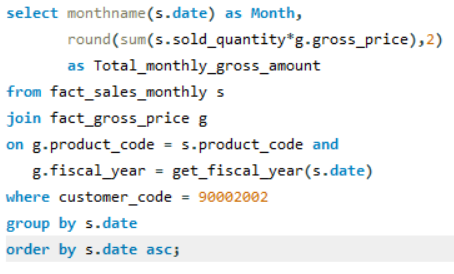 select monthname(s.date) as Month,
round(sum(s.sold_quantity*g.gross_price),2)
as Total_monthly_gross_amount
from fact_sales_monthly s
join fact_gross_price g
on g.product_code = s.product_code and
g.fiscal_year = get_fiscal_year(s.date)
where customer_code = 90002002
group by s.date
order by s.date asc;